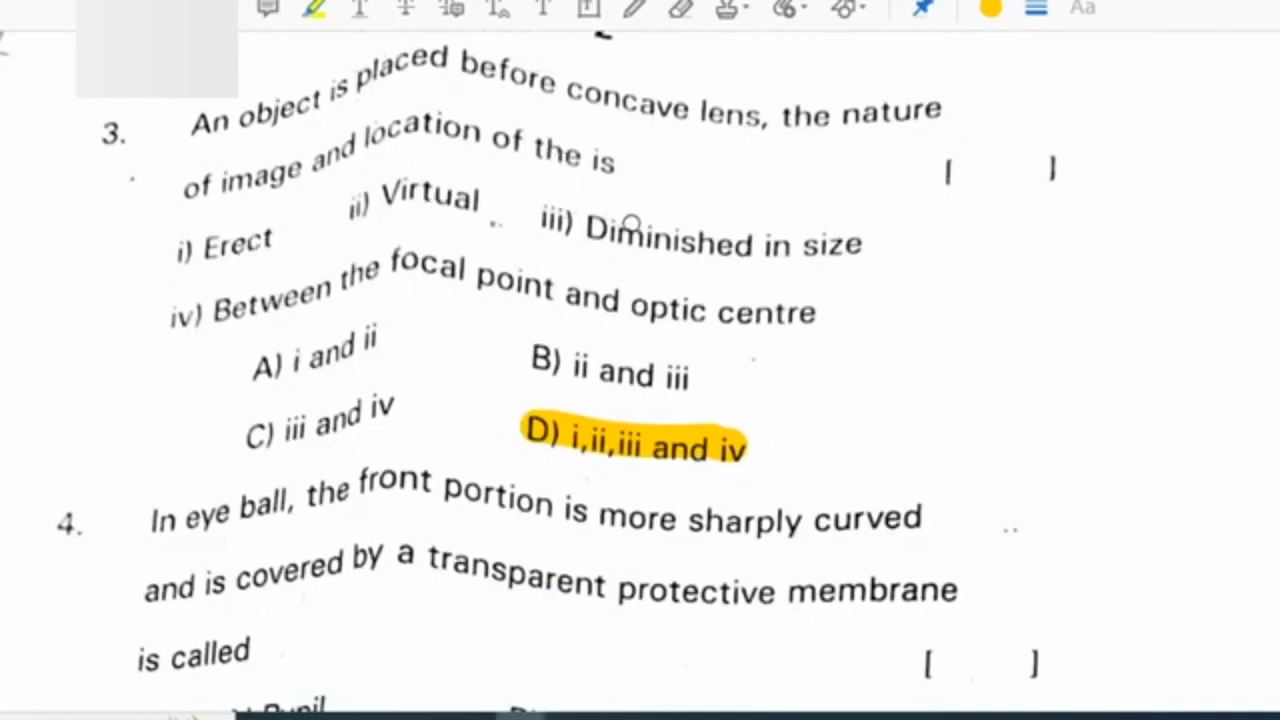 Aa
3. An object is placed before concave lens, the nature
of image and location of the is [ ]
i) Erect ii) Virtual iii) Diminished in size
iv) Between the focal point and optic centre
A) i and ii B) ii and iii
C) iii and iv D) i,ii,iii and iv
4. In eye ball, the front portion is more sharply curved
and is covered by a transparent protective membrane
is called [ ]